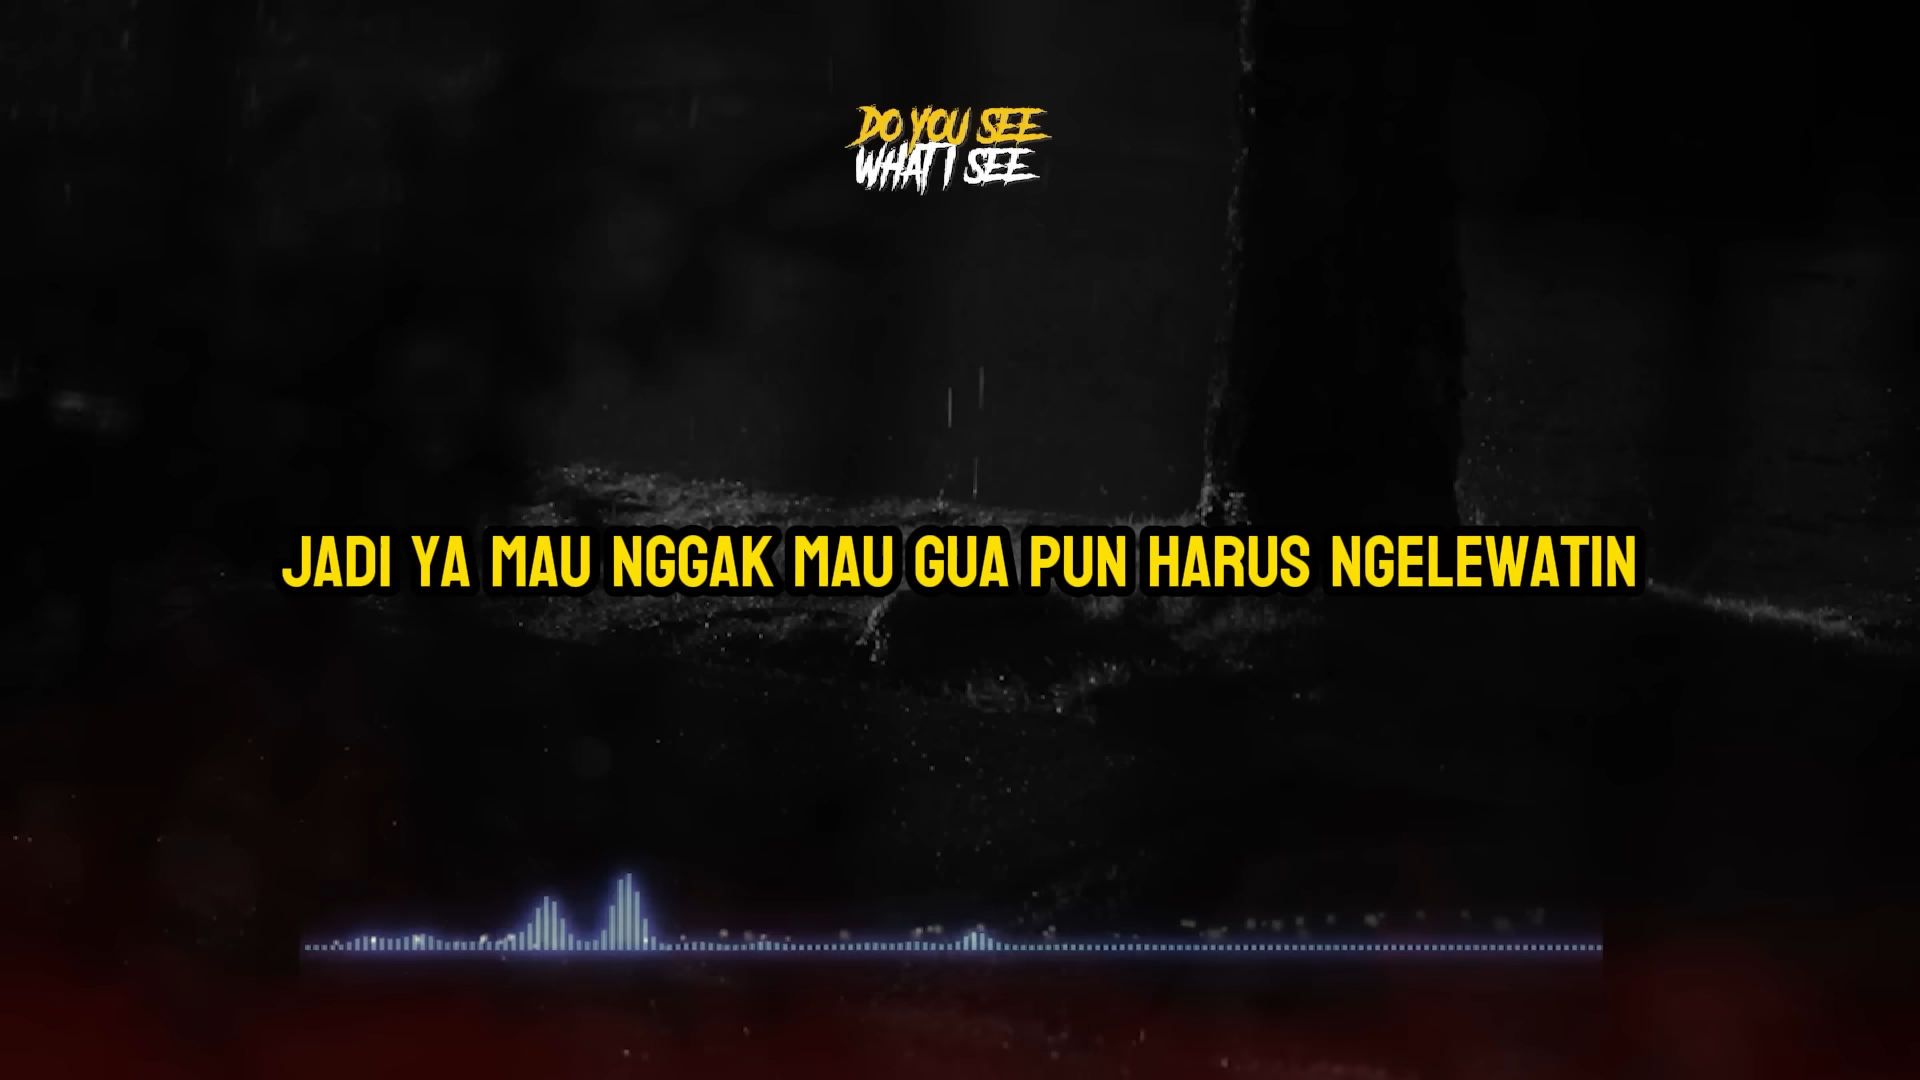 DO YOU SEE
WHAT I SEE
JADI YA MAU NGGAK MAU GUA PUN HARUS NGELEWATIN